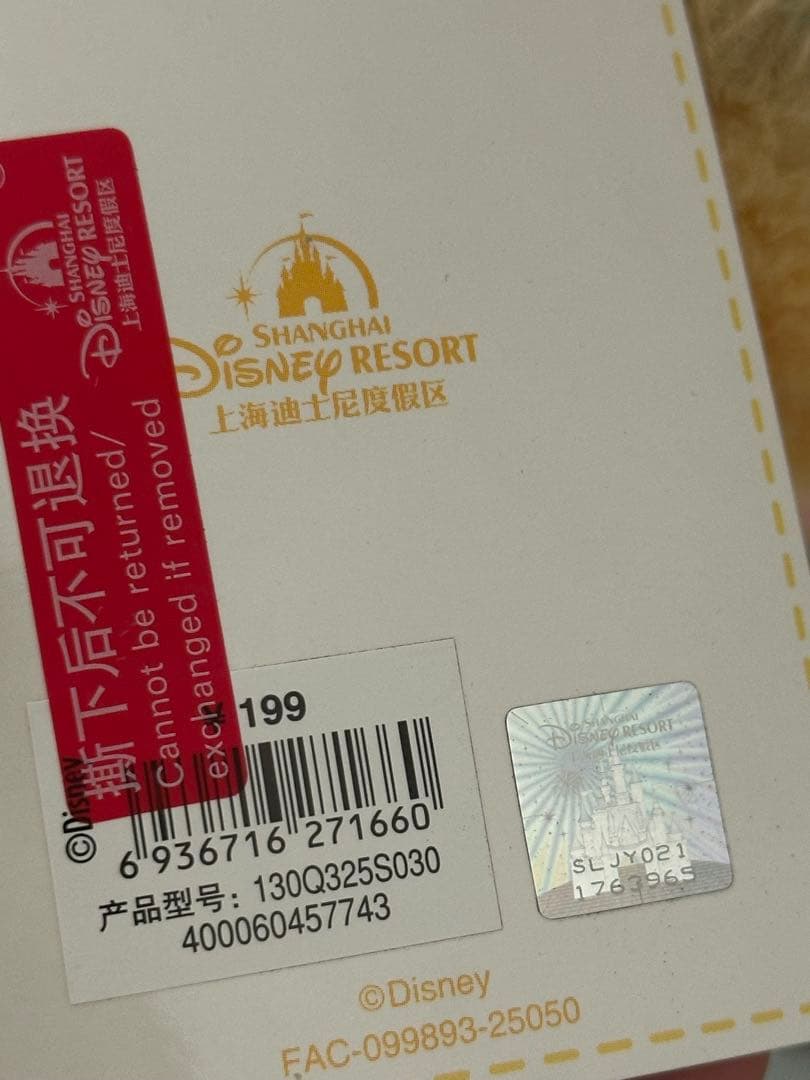 SHANGHAI
DISNEY RESORT
上海迪士尼度假区
撕下后不可退换
Cannot be returned/
exchanged if removed
SHANGHAI
DISNEY RESORT
上海迪士尼度假区
199
©Disney
6 936716 271660
产品型号: 130Q325S030
400060457743
SHANGHAI
DISNEY RESORT
SLJY021
1763965
©Disney
FAC-099893-25050